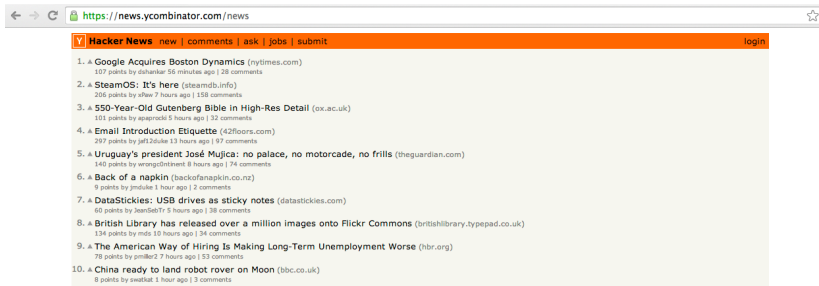 https://news.ycombinator.com/news
Y Hacker News new | comments | ask | jobs | submit login
1. Google Acquires Boston Dynamics (nytimes.com)
107 points by dshanker 56 minutes ago | 28 comments
2. SteamOS: It's here (steamdb.info)
206 points by xPaw 7 hours ago | 158 comments
3. 550-Year-Old Gutenberg Bible in High-Res Detail (ox.ac.uk)
101 points by apaprocki 5 hours ago | 32 comments
4. Email Introduction Etiquette (42floors.com)
297 points by jaf12duke 13 hours ago | 97 comments
5. Uruguay's president José Mujica: no palace, no motorcade, no frills (theguardian.com)
140 points by wrongc0ntinent 8 hours ago | 74 comments
6. Back of a napkin (backofanapkin.co.nz)
9 points by jmduke 1 hour ago | 2 comments
7. DataStickies: USB drives as sticky notes (datastickies.com)
60 points by JeanSebTr 5 hours ago | 38 comments
8. British Library has released over a million images onto Flickr Commons (britishlibrary.typepad.co.uk)
134 points by mds 10 hours ago | 34 comments
9. The American Way of Hiring Is Making Long-Term Unemployment Worse (hbr.org)
78 points by pmiller2 7 hours ago | 53 comments
10. China ready to land robot rover on Moon (bbc.co.uk)
8 points by swatkat 1 hour ago | 3 comments